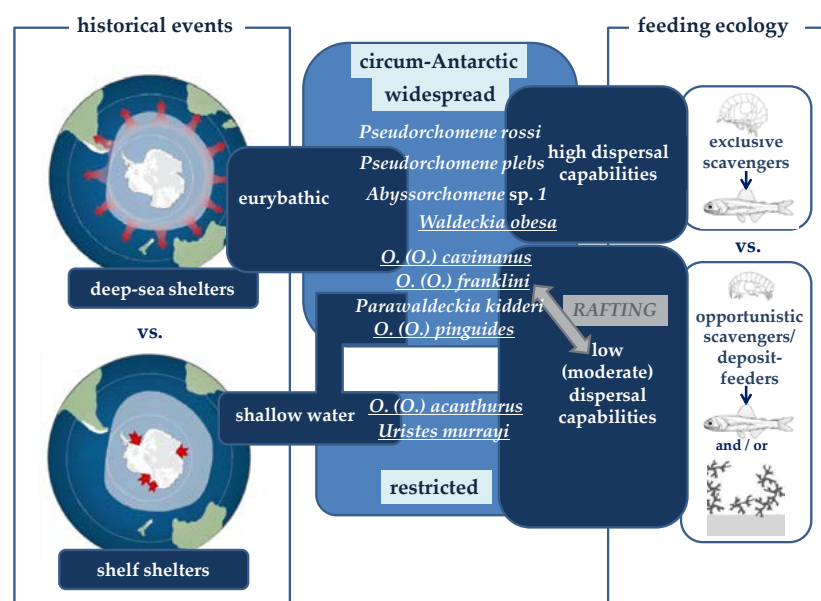 historical events
feeding ecology
circum-Antarctic
widespread
Pseudorchomene rossi
Pseudorchomene plebs
Abyssorchomene sp. 1
Waldeckia obesa
O. (O.) cavimanus
O. (O.) franklini
Parawaldeckia kidderi
O. (O.) pinguides
O. (O.) acanthurus
Uristes murrayi
restricted
eurybathic
shallow water
deep-sea shelters
vs.
shelf shelters
high dispersal
capabilities
RAFTING
low
(moderate)
dispersal
capabilities
exclusive
scavengers
vs.
opportunistic
scavengers/
deposit-
feeders
and / or